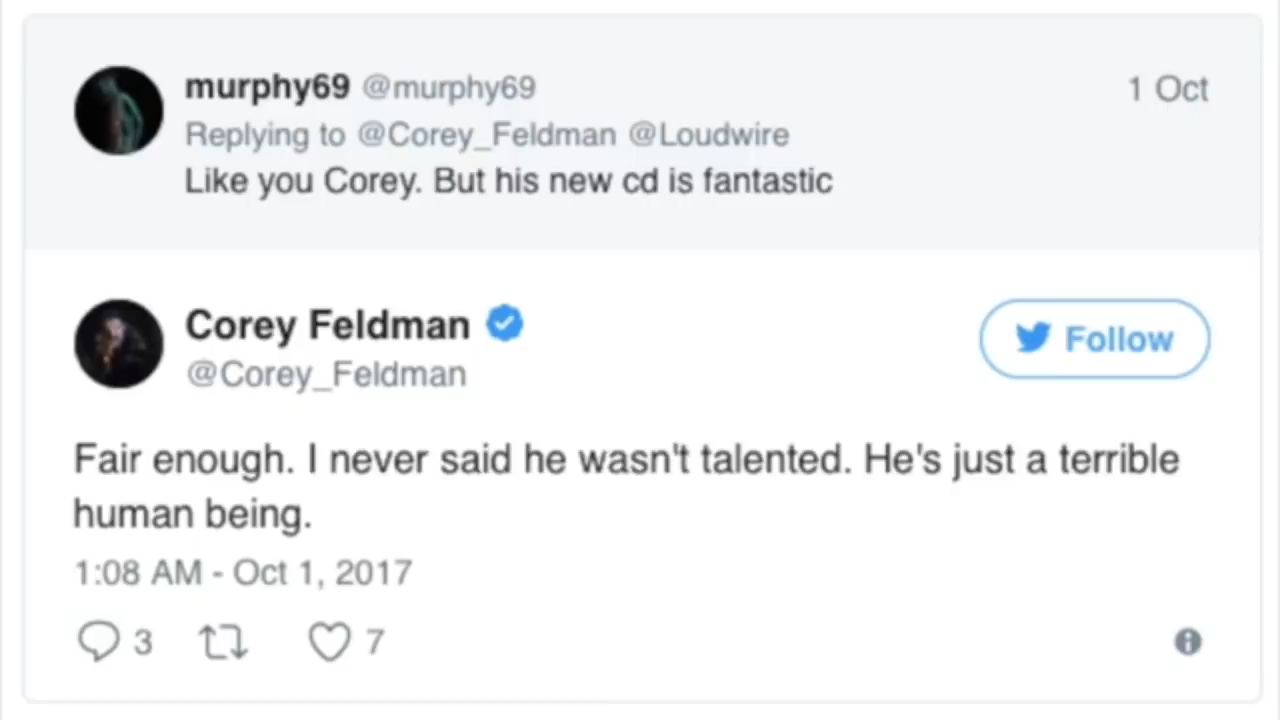 murphy69 @murphy69 1 Oct
Replying to @Corey_Feldman @Loudwire
Like you Corey. But his new cd is fantastic
Corey Feldman
@Corey_Feldman
Follow
Fair enough. I never said he wasn't talented. He's just a terrible
human being.
1:08 AM - Oct 1, 2017
3 7